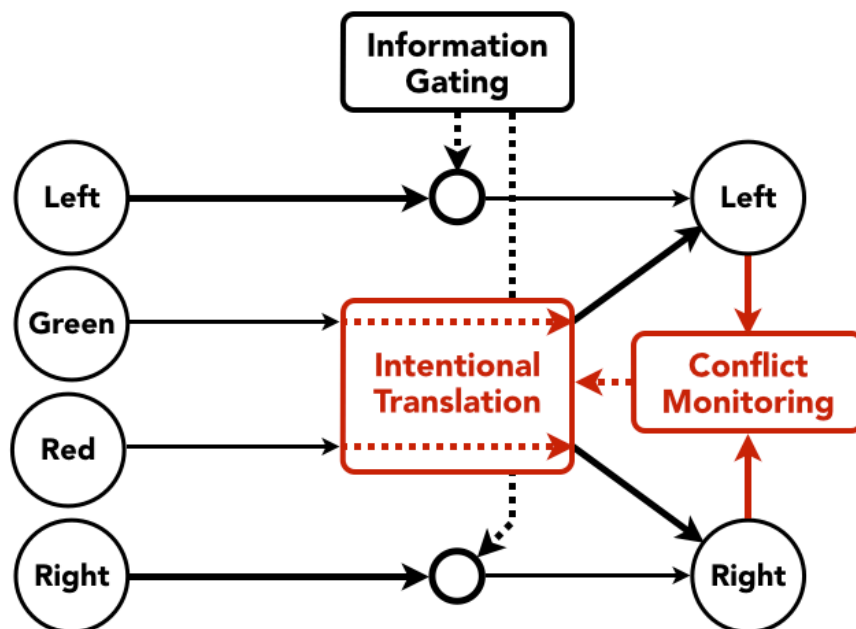 Information
Gating
Left
Left
Green
Intentional
Translation
Conflict
Monitoring
Red
Right
Right